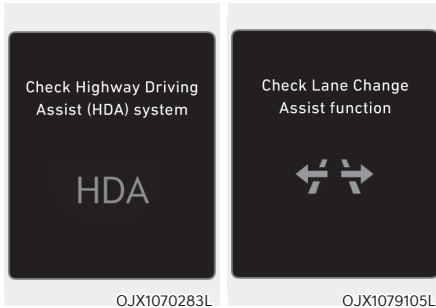 Check Highway Driving
Assist (HDA) system
HDA
OJX1070283L
Check Lane Change
Assist function
OJX1079105L